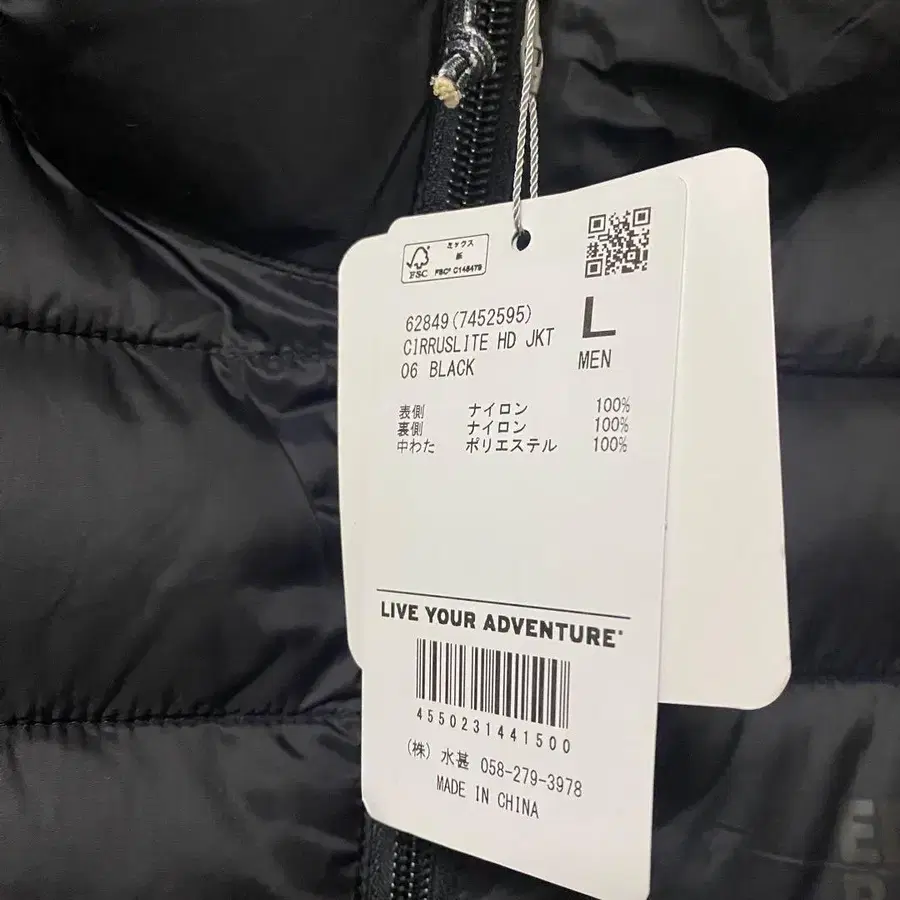 ミックス
紙
FSC
FSC® C148479
62849(7452595)
CIRRUSLITE HD JKT
06 BLACK
L
MEN
表側 ナイロン 100%
裏側 ナイロン 100%
中わた ポリエステル 100%
LIVE YOUR ADVENTURE®
4550231441500
(株) 水甚 058-279-3978
MADE IN CHINA
E